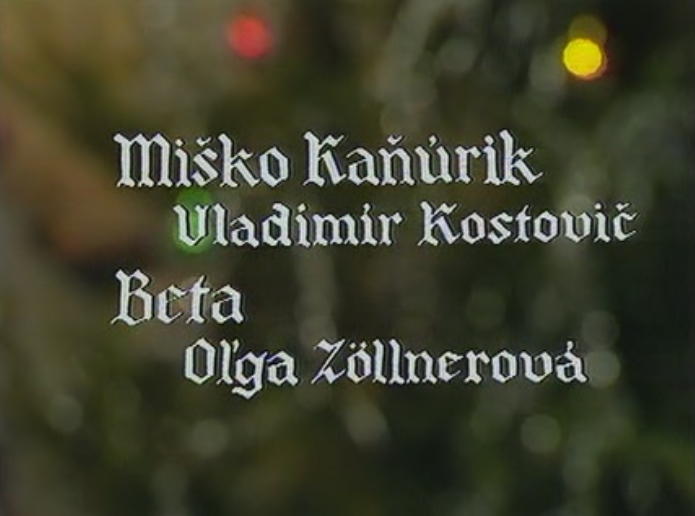 Miško Kaňúrik
Vladimír Kostovič
Beta
Oľga Zöllnerová